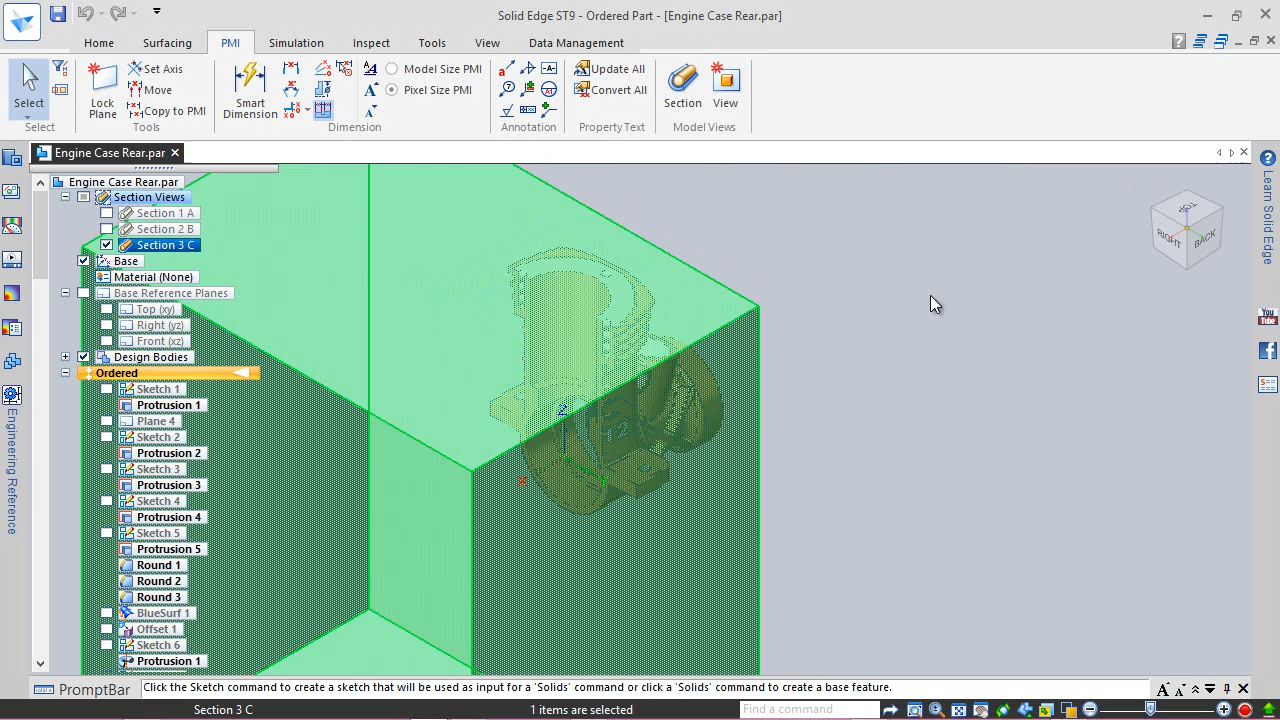 Solid Edge ST9 - Ordered Part - [Engine Case Rear.par]
Home
Surfacing
PMI
Simulation
Inspect
Tools
View
Data Management
Select
Lock
Plane
Set Axis
Move
Copy to PMI
Smart
Dimension
Model Size PMI
Pixel Size PMI
Update All
Convert All
Section
View
Select
Tools
Dimension
Annotation
PropertyText
Model Views
Engine Case Rear.par
Engine Case Rear.par
Section Views
Section 1 A
Section 2 B
Section 3 C
Base
Material (None)
Base Reference Planes
Top (xy)
Right (yz)
Front (xz)
Design Bodies
Ordered
Sketch 1
Protrusion 1
Plane 4
Sketch 2
Protrusion 2
Sketch 3
Protrusion 3
Sketch 4
Protrusion 4
Sketch 5
Protrusion 5
Round 1
Round 2
Round 3
BlueSurf 1
Offset 1
Sketch 6
Protrusion 1
Engineering Reference
RIGHT
BACK
Learn Solid Edge
You
Tube
PromptBar
Click the Sketch command to create a sketch that will be used as input for a 'Solids' command or click a 'Solids' command to create a base feature.
Section 3 C
1 items are selected
Find a command